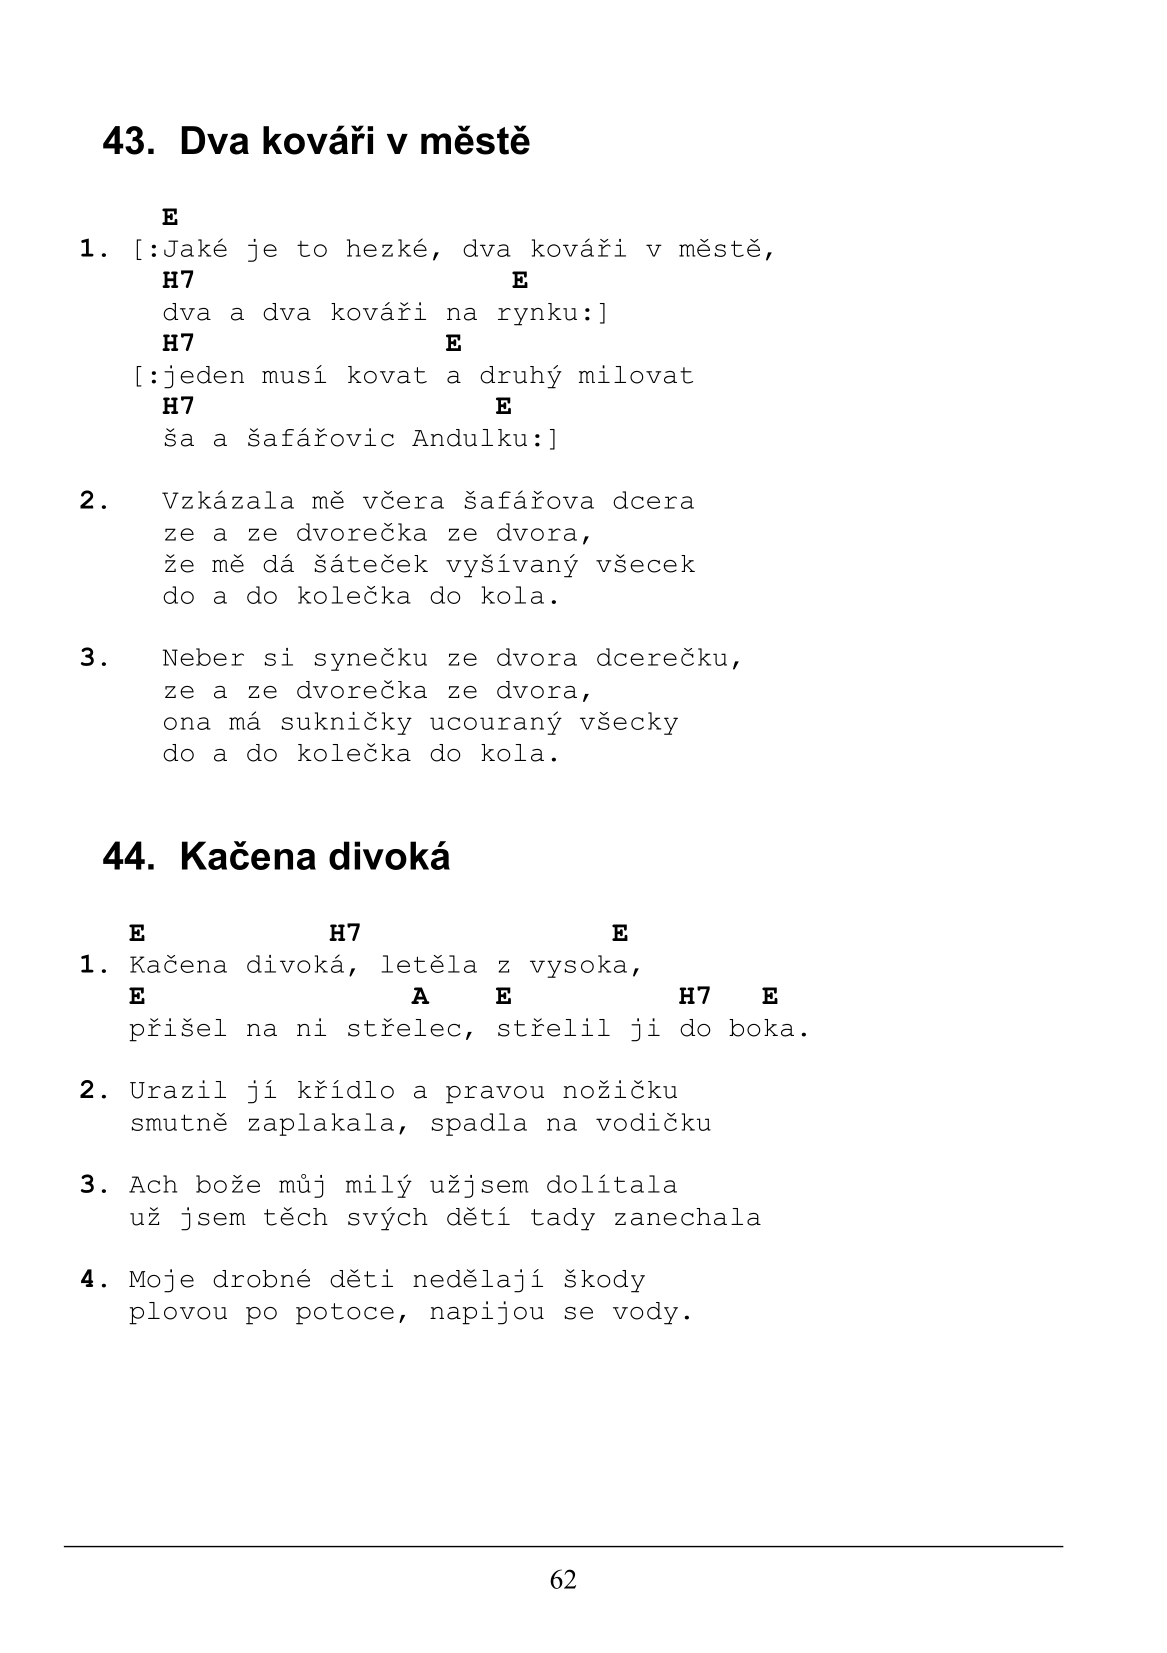 43. Dva kováři v městě
E
1. [:Jaké je to hezké, dva kováři v městě,
H7 E
dva a dva kováři na rynku:]
H7 E
[:jeden musí kovat a druhý milovat
H7 E
ša a šafářovic Andulku:]
2. Vzkázala mě včera šafářova dcera
ze a ze dvorečka ze dvora,
že mě dá šáteček vyšívaný všecek
do a do kolečka do kola.
3. Neber si synečku ze dvora dcerečku,
ze a ze dvorečka ze dvora,
ona má sukničky ucouraný všecky
do a do kolečka do kola.
44. Kačena divoká
E H7 E
1. Kačena divoká, letěla z vysoka,
E A E H7 E
přišel na ni střelec, střelil ji do boka.
2. Urazil jí křídlo a pravou nožičku
smutně zaplakala, spadla na vodičku
3. Ach bože můj milý užjsem dolítala
už jsem těch svých dětí tady zanechala
4. Moje drobné děti nedělají škody
plovou po potoce, napijou se vody.
62